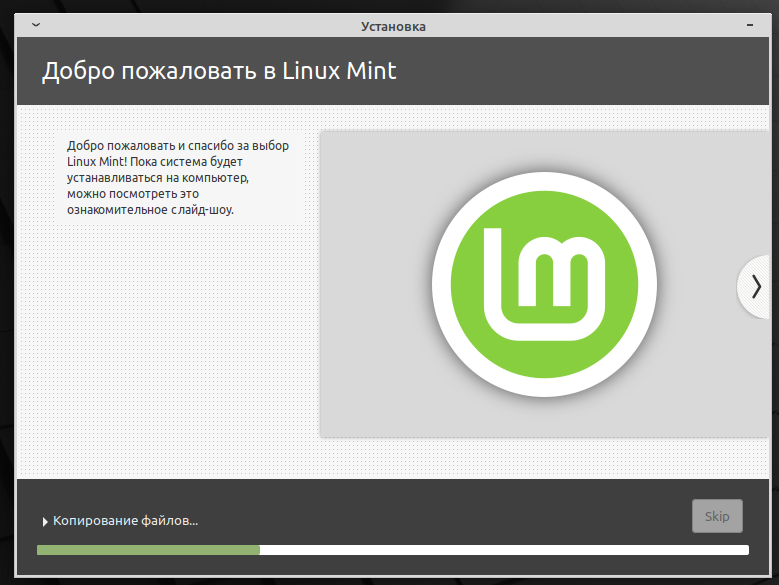 Установка
Добро пожаловать в Linux Mint
Добро пожаловать и спасибо за выбор
Linux Mint! Пока система будет
устанавливаться на компьютер,
можно посмотреть это
ознакомительное слайд-шоу.
lm
Копирование файлов...
Skip